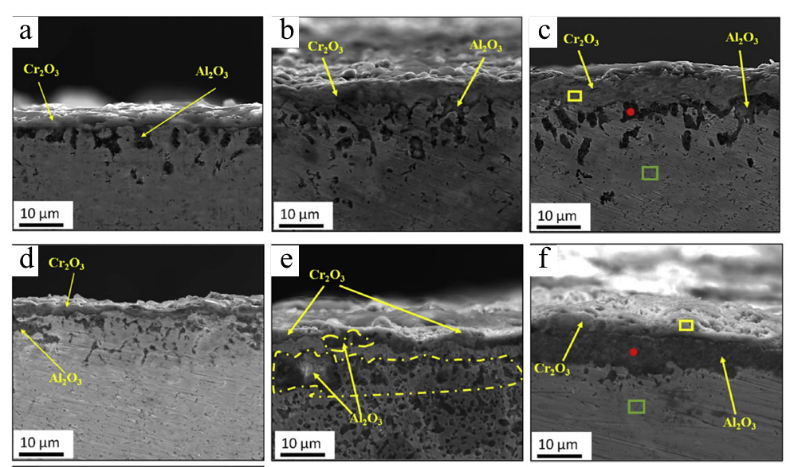 a
Cr₂O₃
Al₂O₃
10 μm
b
Cr₂O₃
Al₂O₃
10 μm
c
Cr₂O₃
Al₂O₃
10 μm
d
Cr₂O₃
Al₂O₃
10 μm
e
Cr₂O₃
Al₂O₃
10 μm
f
Cr₂O₃
Al₂O₃
10 μm